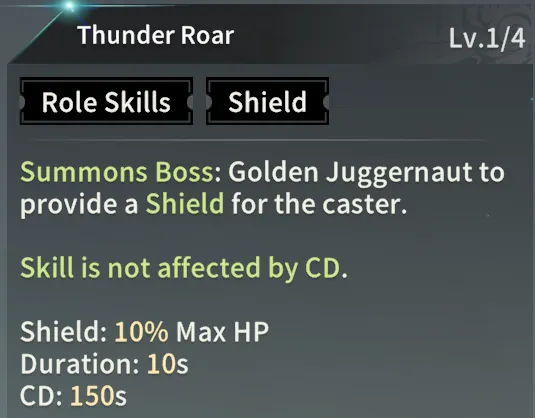 Thunder Roar
Lv.1/4
Role Skills
Shield
Summons Boss: Golden Juggernaut to
provide a Shield for the caster.
Skill is not affected by CD.
Shield: 10% Max HP
Duration: 10s
CD: 150s